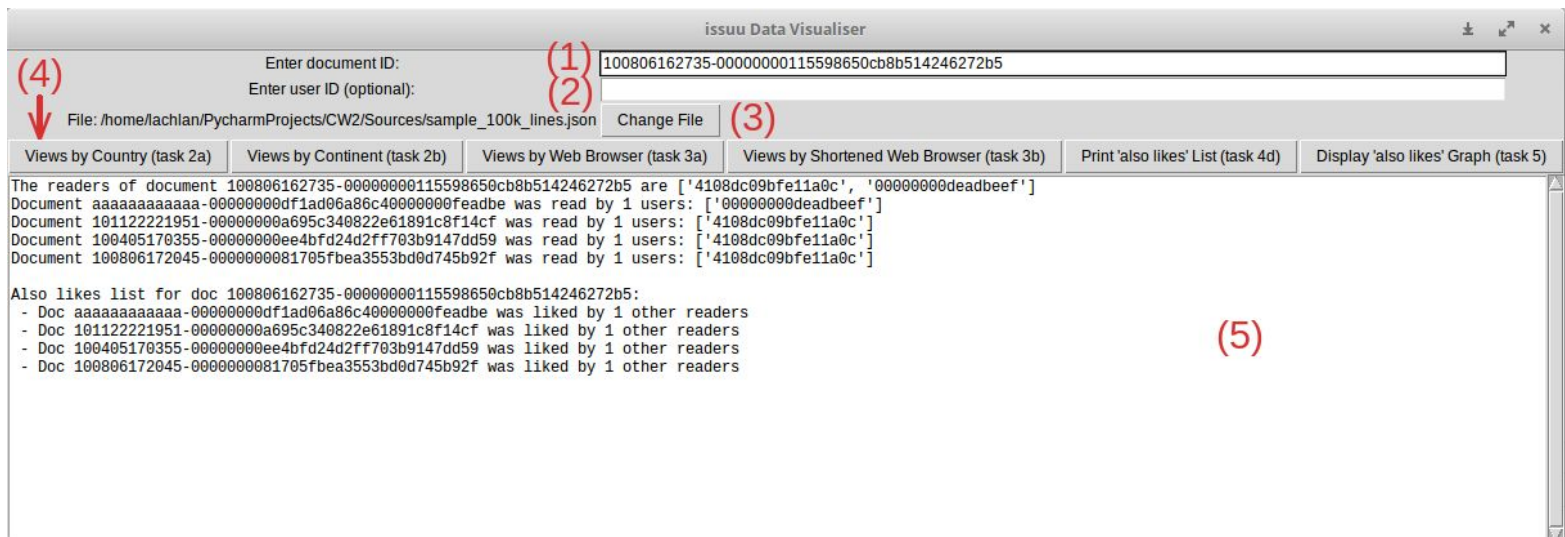 issuu Data Visualiser
(4)
Enter document ID: (1) 100806162735-00000000115598650cb8b514246272b5
Enter user ID (optional): (2)
File: /home/lachlan/PycharmProjects/CW2/Sources/sample_100k_lines.json Change File (3)
Views by Country (task 2a) Views by Continent (task 2b) Views by Web Browser (task 3a) Views by Shortened Web Browser (task 3b) Print 'also likes' List (task 4d) Display 'also likes' Graph (task 5)
The readers of document 100806162735-00000000115598650cb8b514246272b5 are ['4108dc09bfe11a0c', '00000000deadbeef']
Document aaaaaaaaaaaa-00000000df1ad06a86c40000000feadbe was read by 1 users: ['00000000deadbeef']
Document 101122221951-00000000a695c340822e61891c8f14cf was read by 1 users: ['4108dc09bfe11a0c']
Document 100405170355-00000000ee4bfd24d2ff703b9147dd59 was read by 1 users: ['4108dc09bfe11a0c']
Document 100806172045-0000000081705fbea3553bd0d745b92f was read by 1 users: ['4108dc09bfe11a0c']
Also likes list for doc 100806162735-00000000115598650cb8b514246272b5:
- Doc aaaaaaaaaaaa-00000000df1ad06a86c40000000feadbe was liked by 1 other readers
- Doc 101122221951-00000000a695c340822e61891c8f14cf was liked by 1 other readers
- Doc 100405170355-00000000ee4bfd24d2ff703b9147dd59 was liked by 1 other readers
- Doc 100806172045-0000000081705fbea3553bd0d745b92f was liked by 1 other readers
(5)